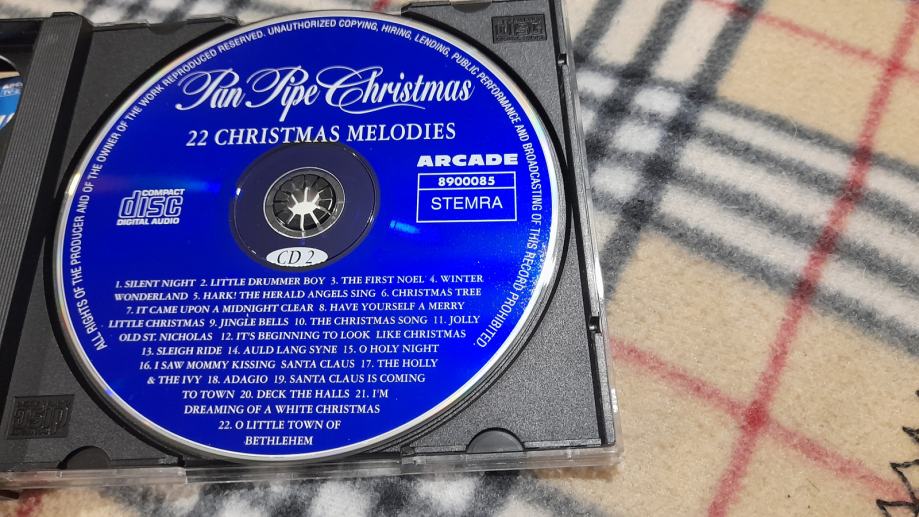 ALL RIGHTS OF THE PRODUCER AND OF THE OWNER OF THE WORK REPRODUCED RESERVED. UNAUTHORIZED COPYING, HIRING, LENDING, PUBLIC PERFORMANCE AND BROADCASTING OF THIS RECORD PROHIBITED.
Pan Pipe Christmas
22 CHRISTMAS MELODIES
ARCADE
8900085
STEMRA
COMPACT
disc
DIGITAL AUDIO
CD 2
1. SILENT NIGHT 2. LITTLE DRUMMER BOY 3. THE FIRST NOEL 4. WINTER
WONDERLAND 5. HARK! THE HERALD ANGELS SING 6. CHRISTMAS TREE
7. IT CAME UPON A MIDNIGHT CLEAR 8. HAVE YOURSELF A MERRY
LITTLE CHRISTMAS 9. JINGLE BELLS 10. THE CHRISTMAS SONG 11. JOLLY
OLD ST. NICHOLAS 12. IT'S BEGINNING TO LOOK LIKE CHRISTMAS
13. SLEIGH RIDE 14. AULD LANG SYNE 15. O HOLY NIGHT
16. I SAW MOMMY KISSING SANTA CLAUS 17. THE HOLLY
& THE IVY 18. ADAGIO 19. SANTA CLAUS IS COMING
TO TOWN 20. DECK THE HALLS 21. I'M
DREAMING OF A WHITE CHRISTMAS
22. O LITTLE TOWN OF
BETHLEHEM